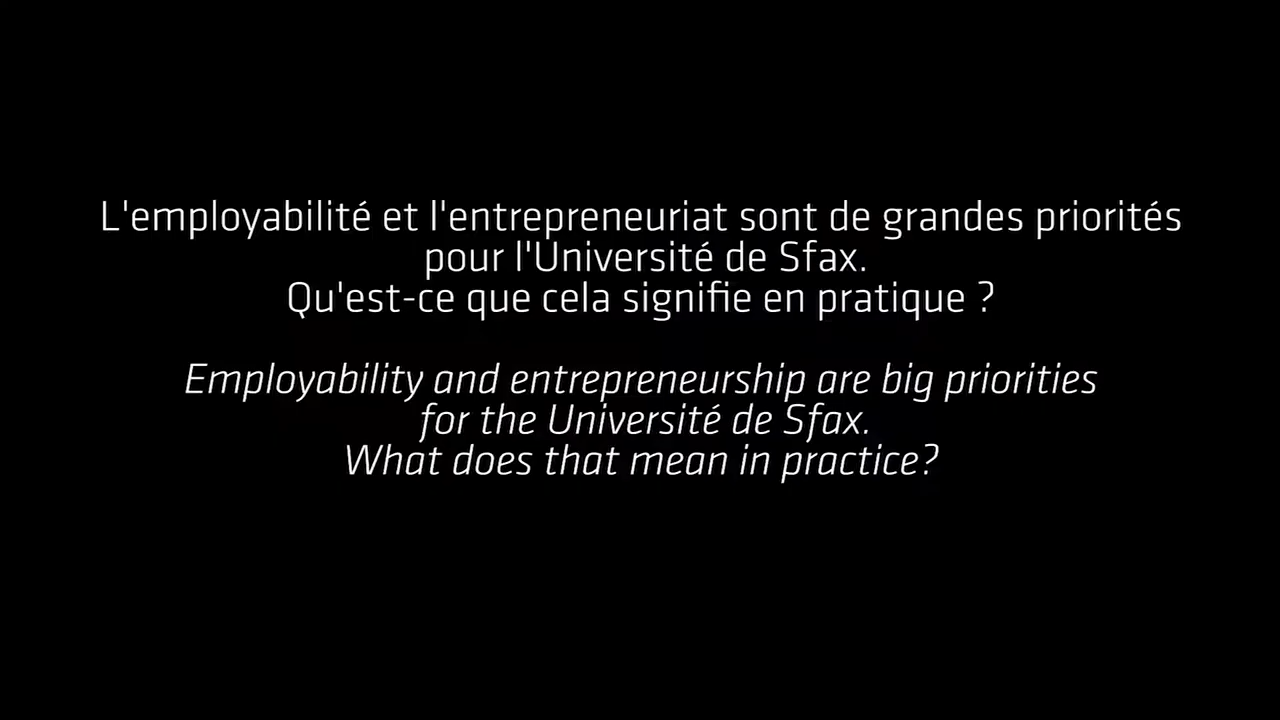 L'employabilité et l'entrepreneuriat sont de grandes priorités
pour l'Université de Sfax.
Qu'est-ce que cela signifie en pratique ?
Employability and entrepreneurship are big priorities
for the Université de Sfax.
What does that mean in practice?